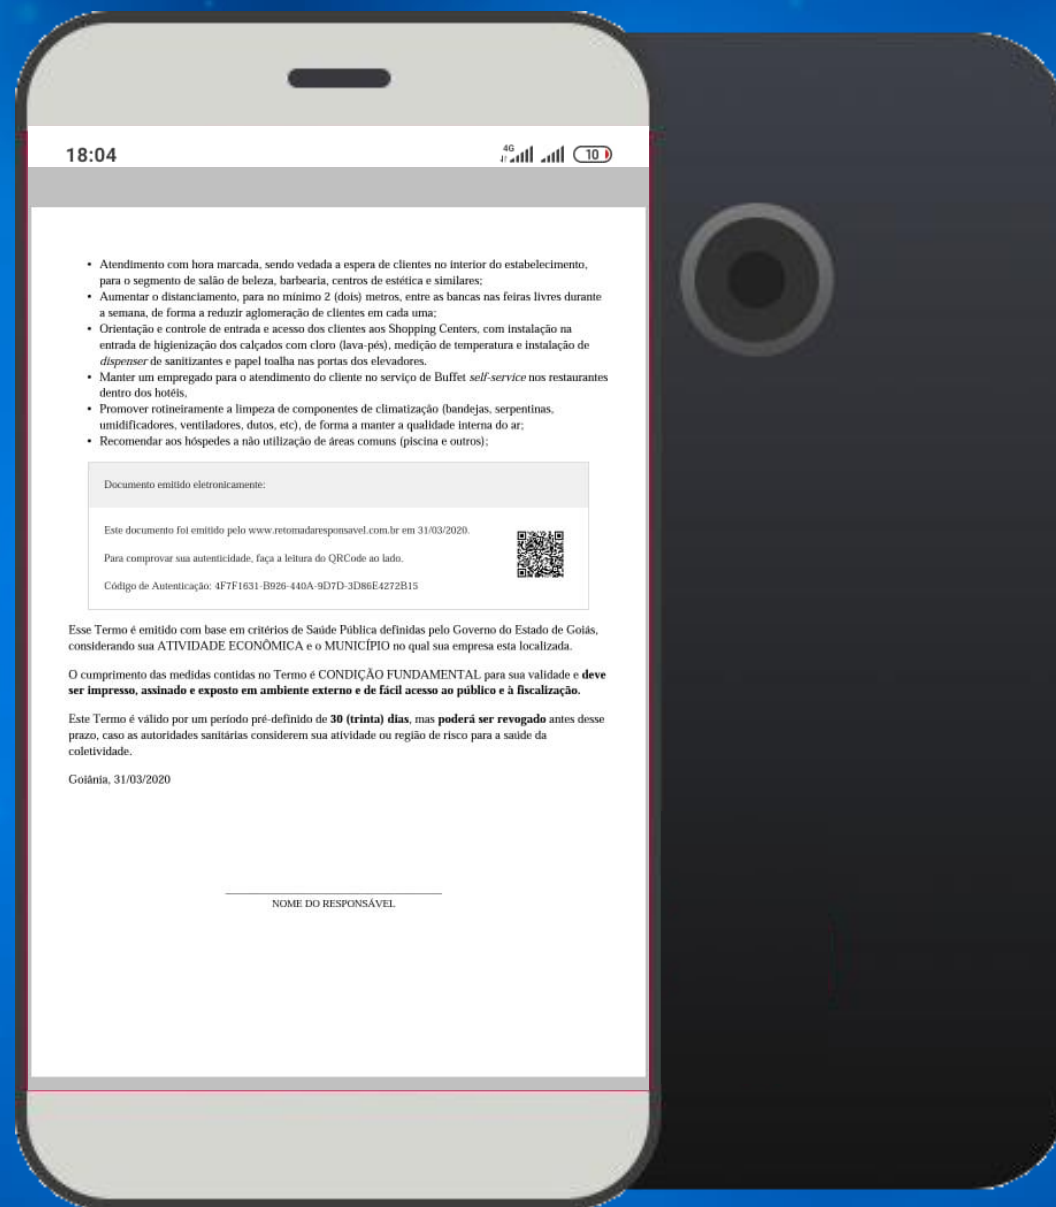 18:04
4G
10
• Atendimento com hora marcada, sendo vedada a espera de clientes no interior do estabelecimento,
para o segmento de salão de beleza, barbearia, centros de estética e similares;
• Aumentar o distanciamento, para no mínimo 2 (dois) metros, entre as bancas nas feiras livres durante
a semana, de forma a reduzir aglomeração de clientes em cada uma;
• Orientação e controle de entrada e acesso dos clientes aos Shopping Centers, com instalação na
entrada de higienização dos calçados com cloro (lava-pés), medição de temperatura e instalação de
dispenser de sanitizantes e papel toalha nas portas dos elevadores.
• Manter um empregado para o atendimento do cliente no serviço de Buffet self-service nos restaurantes
dentro dos hotéis,
• Promover rotineiramente a limpeza de componentes de climatização (bandejas, serpentinas,
umidificadores, ventiladores, dutos, etc), de forma a manter a qualidade interna do ar;
• Recomendar aos hóspedes a não utilização de áreas comuns (piscina e outros);
Documento emitido eletronicamente:
Este documento foi emitido pelo www.retomadaresponsavel.com.br em 31/03/2020.
Para comprovar sua autenticidade, faça a leitura do QRCode ao lado.
Código de Autenticação: 4F7F1631-B926-440A-9D7D-3D86E4272B15
Esse Termo é emitido com base em critérios de Saúde Pública definidas pelo Governo do Estado de Goiás,
considerando sua ATIVIDADE ECONÔMICA e o MUNICÍPIO no qual sua empresa esta localizada.
O cumprimento das medidas contidas no Termo é CONDIÇÃO FUNDAMENTAL para sua validade e deve
ser impresso, assinado e exposto em ambiente externo e de fácil acesso ao público e à fiscalização.
Este Termo é válido por um período pré-definido de 30 (trinta) dias, mas poderá ser revogado antes desse
prazo, caso as autoridades sanitárias considerem sua atividade ou região de risco para a saúde da
coletividade.
Goiânia, 31/03/2020
NOME DO RESPONSÁVEL